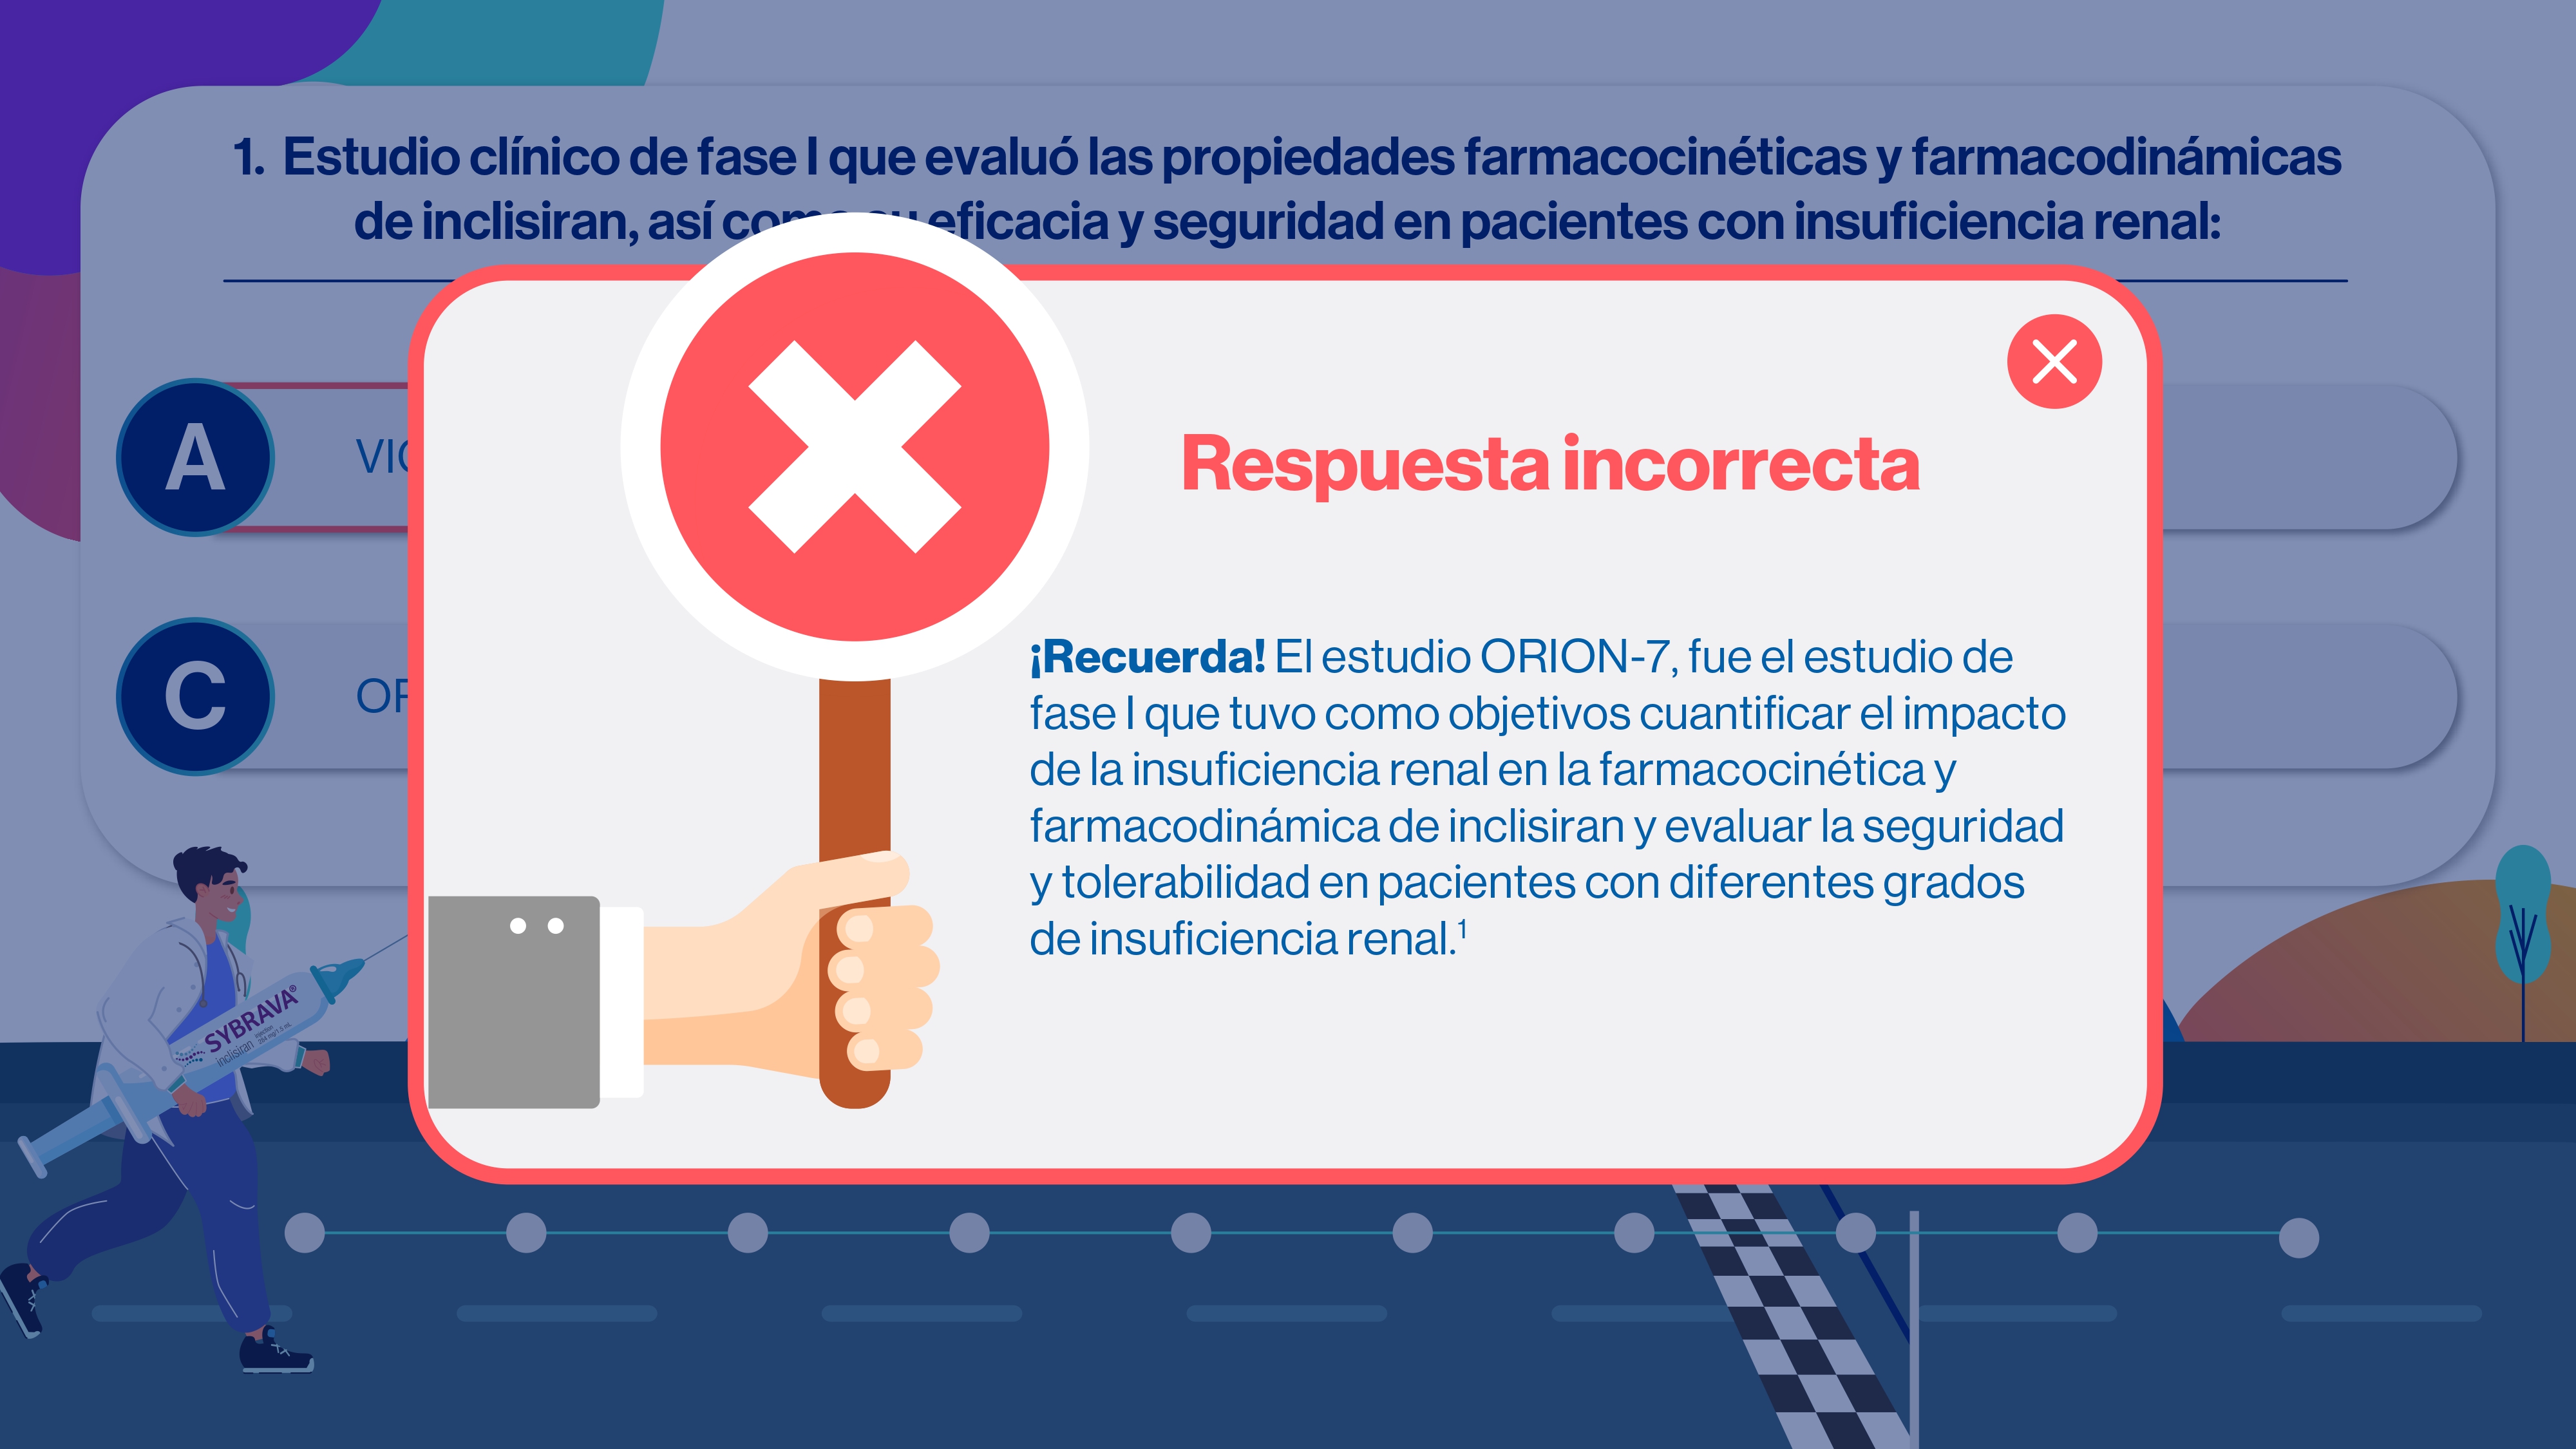 1. Estudio clínico de fase I que evaluó las propiedades farmacocinéticas y farmacodinámicas
de inclisiran, así como su eficacia y seguridad en pacientes con insuficiencia renal:
A
C
Respuesta incorrecta
¡Recuerda! El estudio ORION-7, fue el estudio de
fase I que tuvo como objetivos cuantificar el impacto
de la insuficiencia renal en la farmacocinética y
farmacodinámica de inclisiran y evaluar la seguridad
y tolerabilidad en pacientes con diferentes grados
de insuficiencia renal.¹
SYBRAVA®
inclisiran